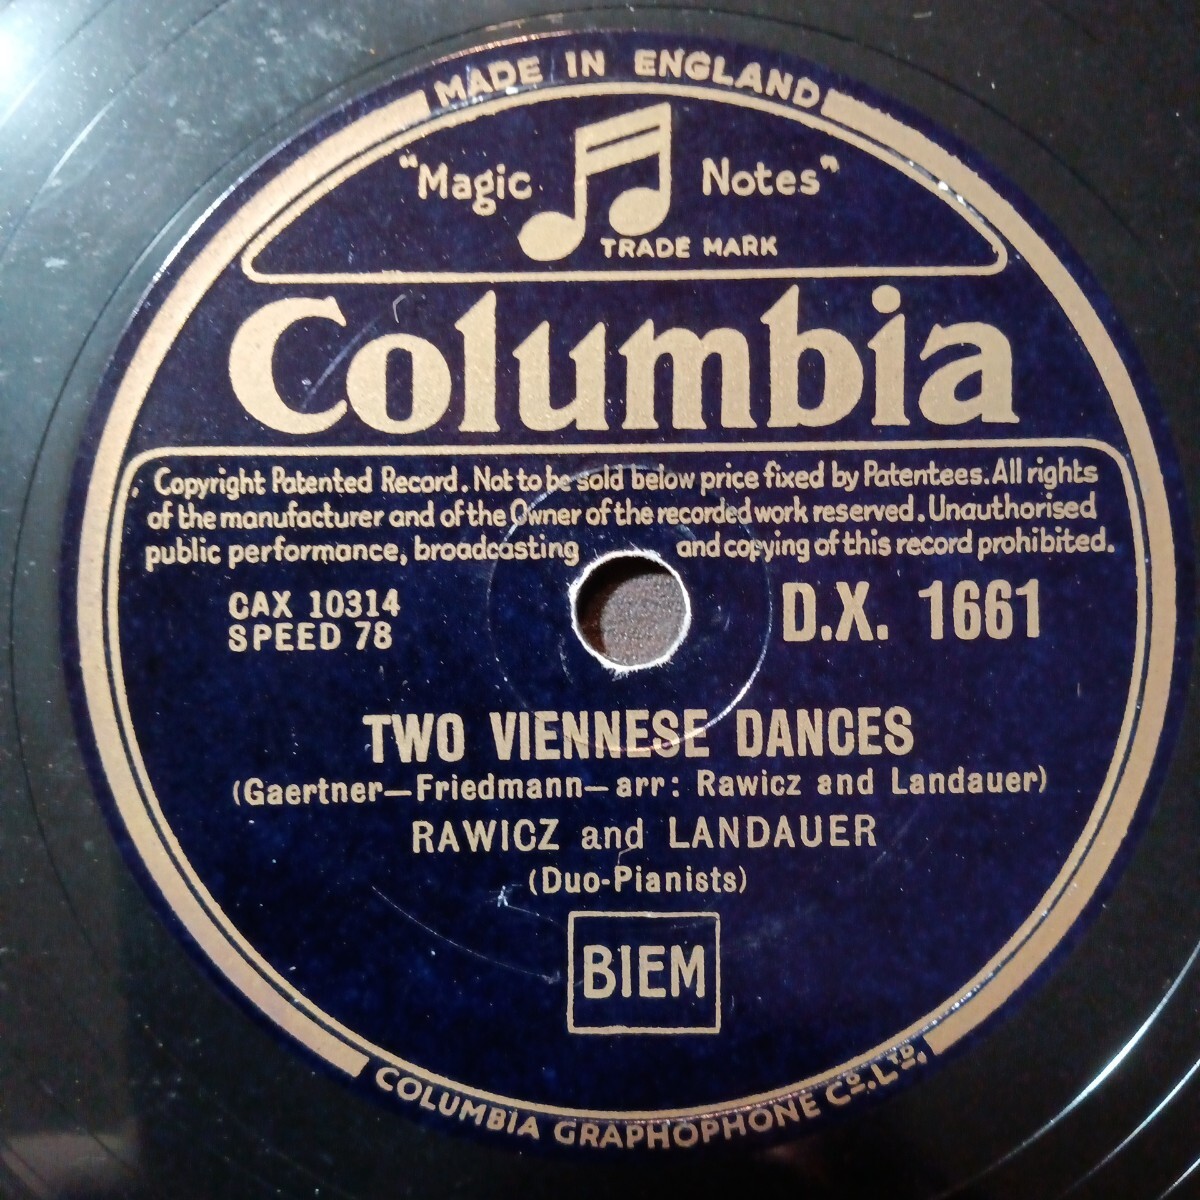 MADE IN ENGLAND
"Magic Notes"
TRADE MARK
Columbia
Copyright Patented Record. Not to be sold below price fixed by Patentees. All rights
of the manufacturer and of the Owner of the recorded work reserved. Unauthorised
public performance, broadcasting and copying of this record prohibited.
CAX 10314
SPEED 78
D.X. 1661
TWO VIENNESE DANCES
(Gaertner—Friedmann—arr: Rawicz and Landauer)
RAWICZ and LANDAUER
(Duo-Pianists)
BIEM
COLUMBIA GRAPHOPHONE CO. LTD.